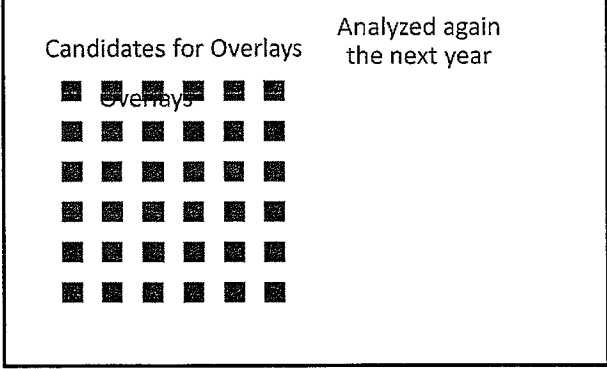 Candidates for Overlays
Analyzed again
the next year
Overlays